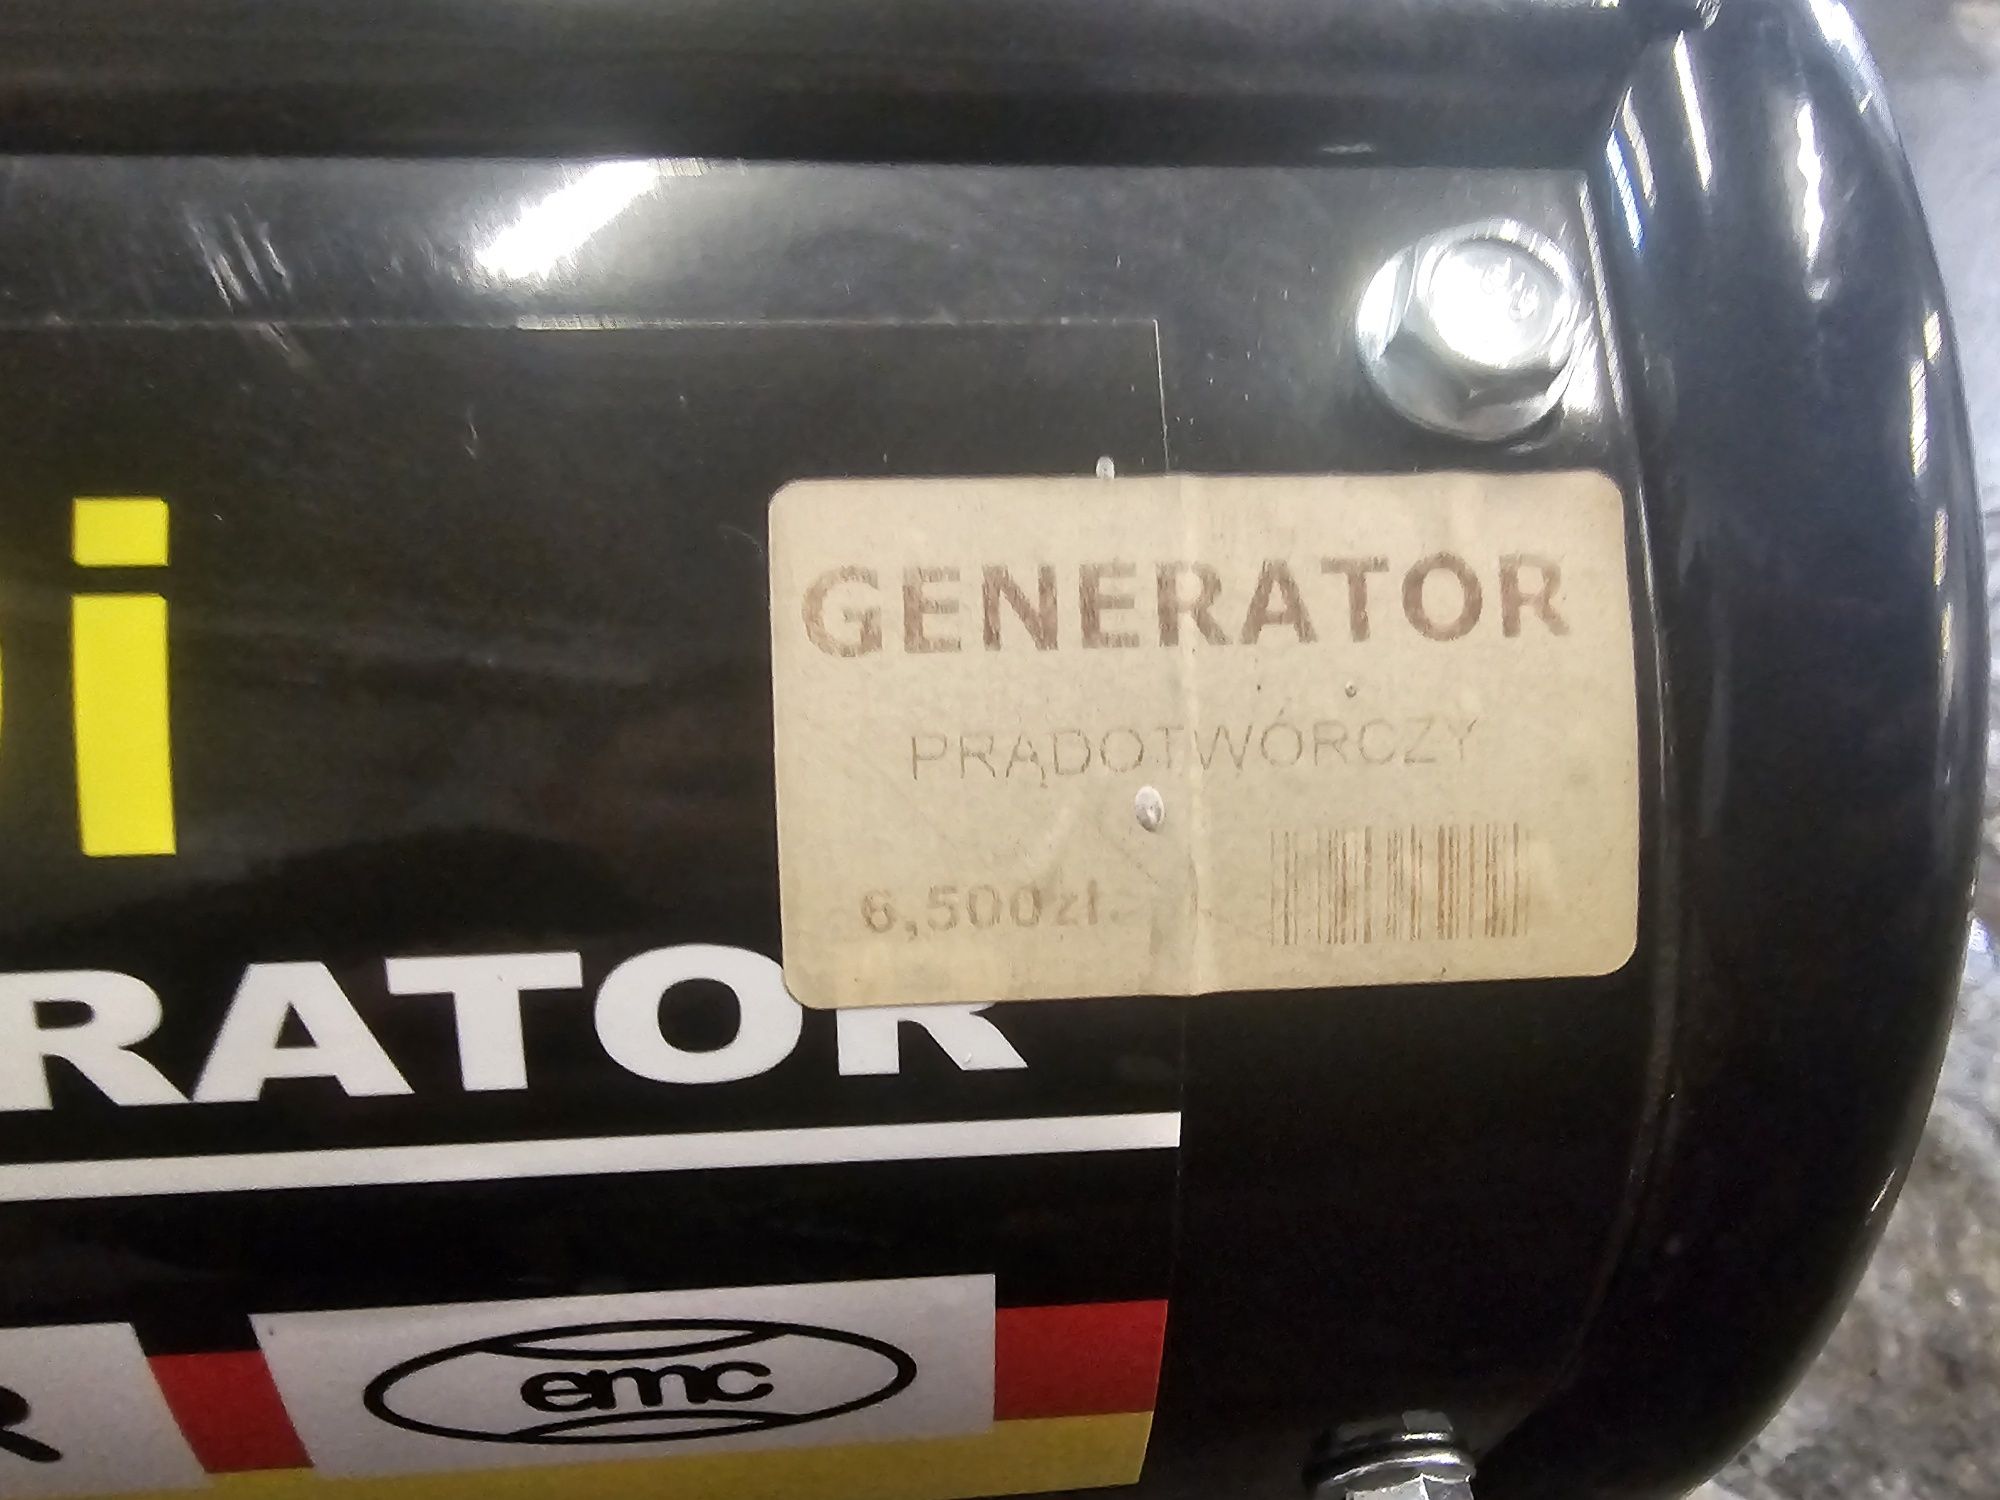 i
GENERATOR
PRĄDOTWÓRCZY
6,500zł.
RATOR
R
emc